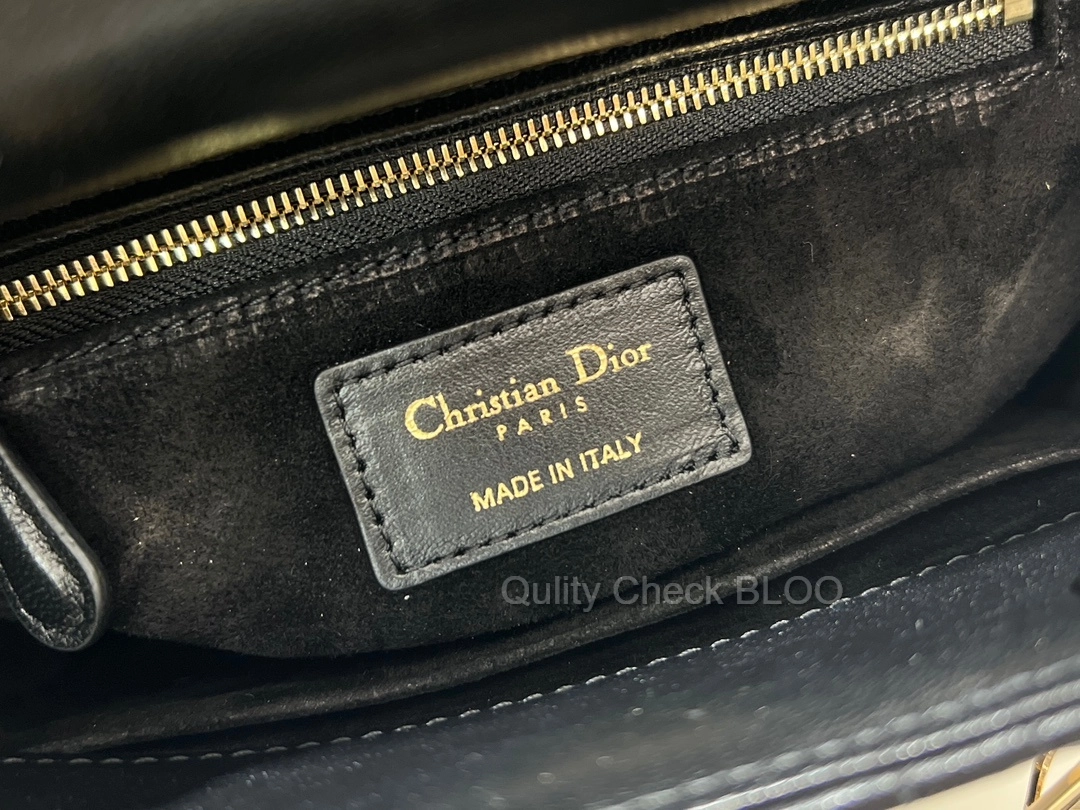 Christian Dior
PARIS
MADE IN ITALY
Qulity Check BLOO